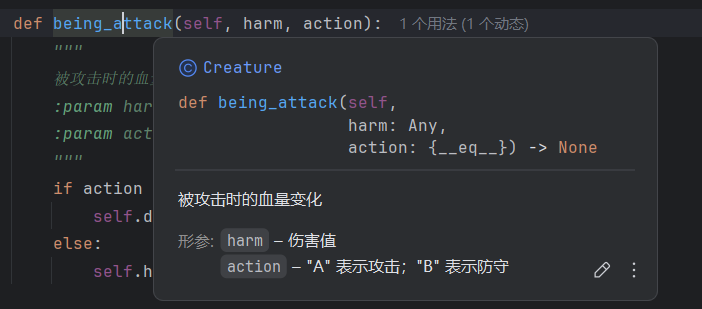 def being_attack(self, harm, action): 1 个用法 (1 个动态)
"""
被攻击时的血
:param har
:param act
"""
if action
self.d
else:
self.h
Creature
def being_attack(self,
harm: Any,
action: {__eq__}) -> None
被攻击时的血量变化
形参: harm – 伤害值
action – "A" 表示攻击；"B" 表示防守